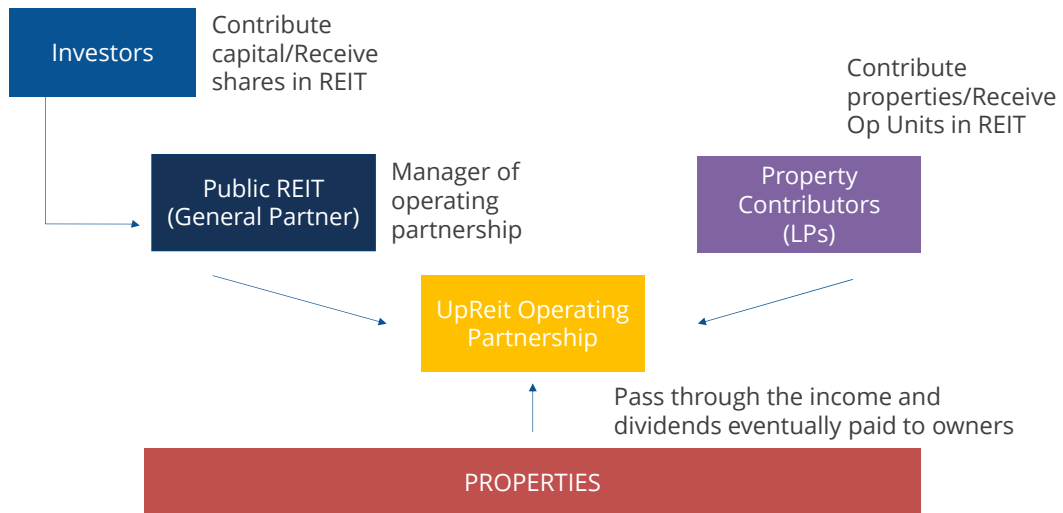 Investors
Contribute
capital/Receive
shares in REIT
Contribute
properties/Receive
Op Units in REIT
Public REIT
(General Partner)
Manager of
operating
partnership
Property
Contributors
(LPs)
UpReit Operating
Partnership
Pass through the income and
dividends eventually paid to owners
PROPERTIES